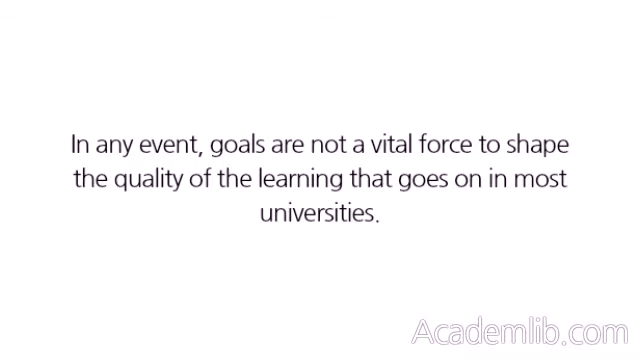 In any event, goals are not a vital force to shape
the quality of the learning that goes on in most
universities.
Academlib.com